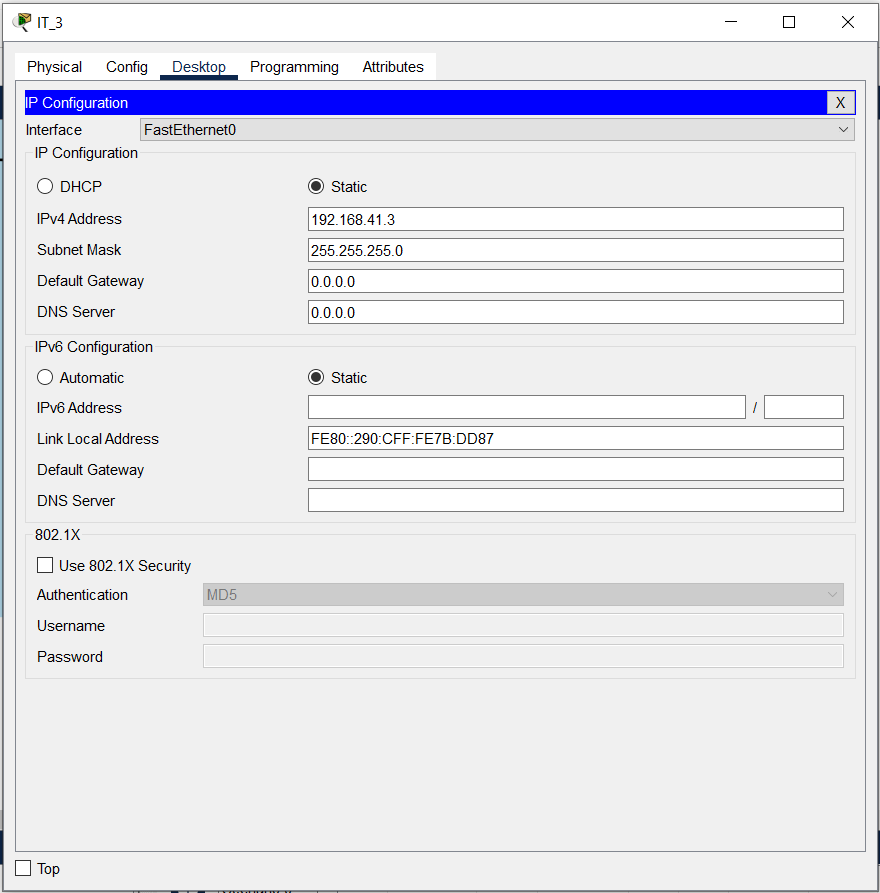 IT_3
Physical Config Desktop Programming Attributes
IP Configuration X
Interface FastEthernet0
IP Configuration
DHCP Static
IPv4 Address 192.168.41.3
Subnet Mask 255.255.255.0
Default Gateway 0.0.0.0
DNS Server 0.0.0.0
IPv6 Configuration
Automatic Static
IPv6 Address /
Link Local Address FE80::290:CFF:FE7B:DD87
Default Gateway
DNS Server
802.1X
Use 802.1X Security
Authentication MD5
Username
Password
Top